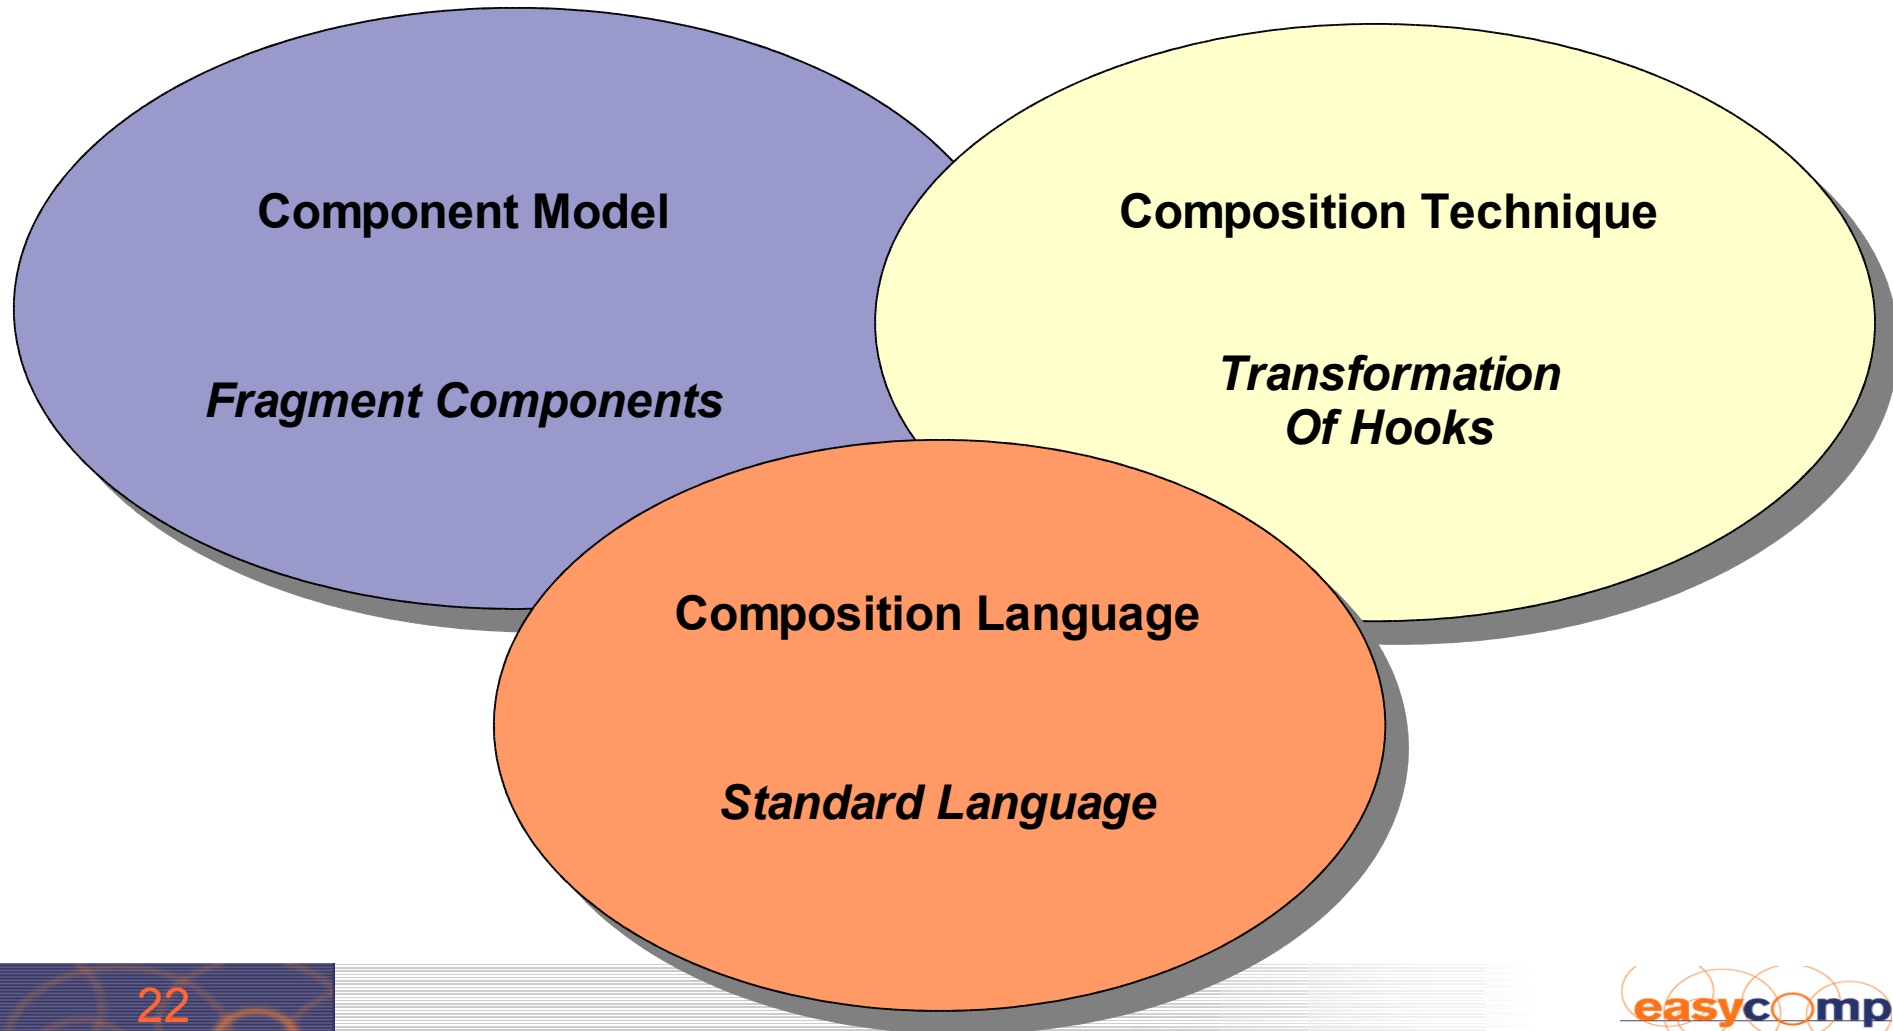 Component Model
Fragment Components
Composition Technique
Transformation
Of Hooks
Composition Language
Standard Language
22
easycomp